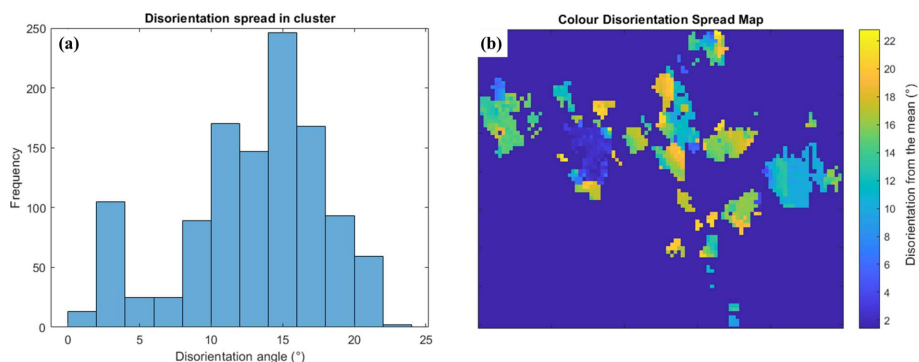 Disorientation spread in cluster
(a)
250
200
150
100
50
0
Frequency
0 5 10 15 20 25
Disorientation angle (°)
Colour Disorientation Spread Map
(b)
22
20
18
16
14
12
10
8
6
4
2
Disorientation from the mean (°)